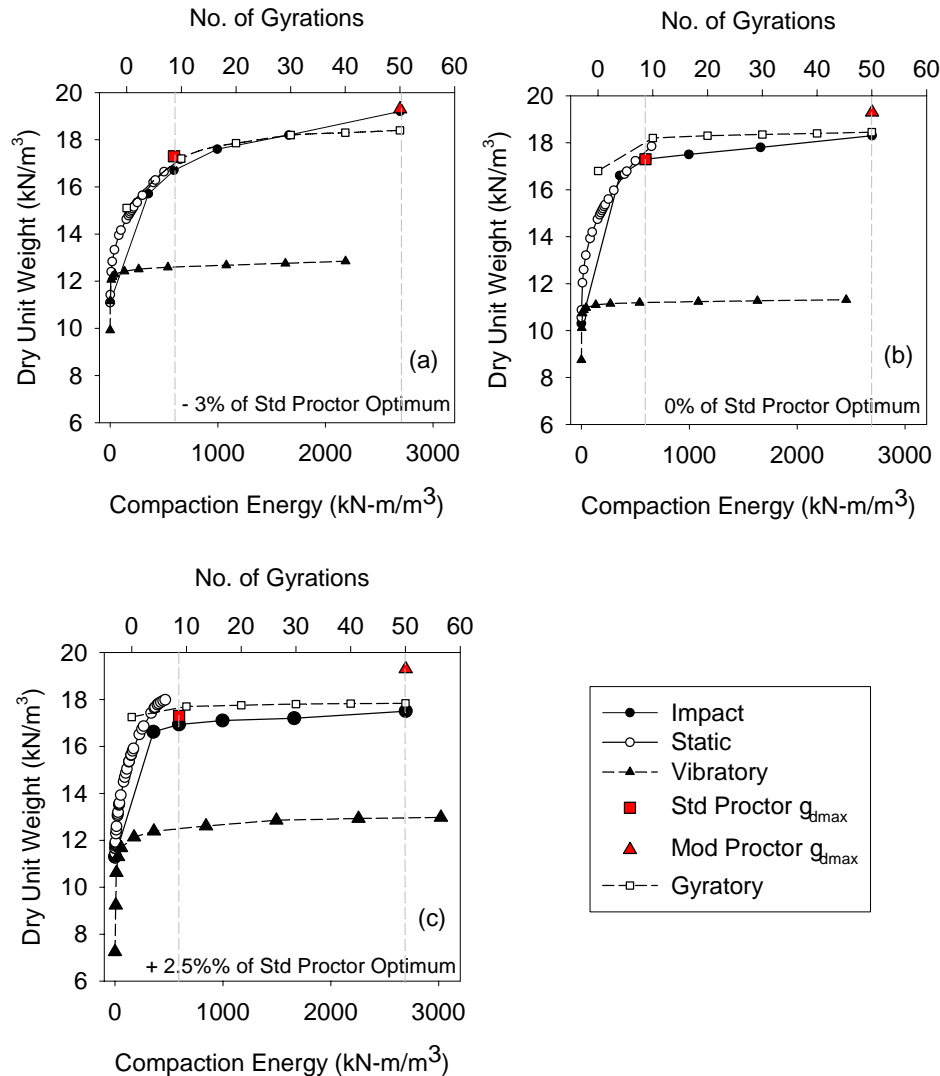 No. of Gyrations
0 10 20 30 40 50 60
Dry Unit Weight (kN/m3)
20
18
16
14
12
10
8
6
(a)
- 3% of Std Proctor Optimum
0 1000 2000 3000
Compaction Energy (kN-m/m3)
No. of Gyrations
0 10 20 30 40 50 60
Dry Unit Weight (kN/m3)
20
18
16
14
12
10
8
6
(b)
0% of Std Proctor Optimum
0 1000 2000 3000
Compaction Energy (kN-m/m3)
No. of Gyrations
0 10 20 30 40 50 60
Dry Unit Weight (kN/m3)
20
18
16
14
12
10
8
6
(c)
+ 2.5%% of Std Proctor Optimum
0 1000 2000 3000
Compaction Energy (kN-m/m3)
Impact
Static
Vibratory
Std Proctor gdmax
Mod Proctor gdmax
Gyratory